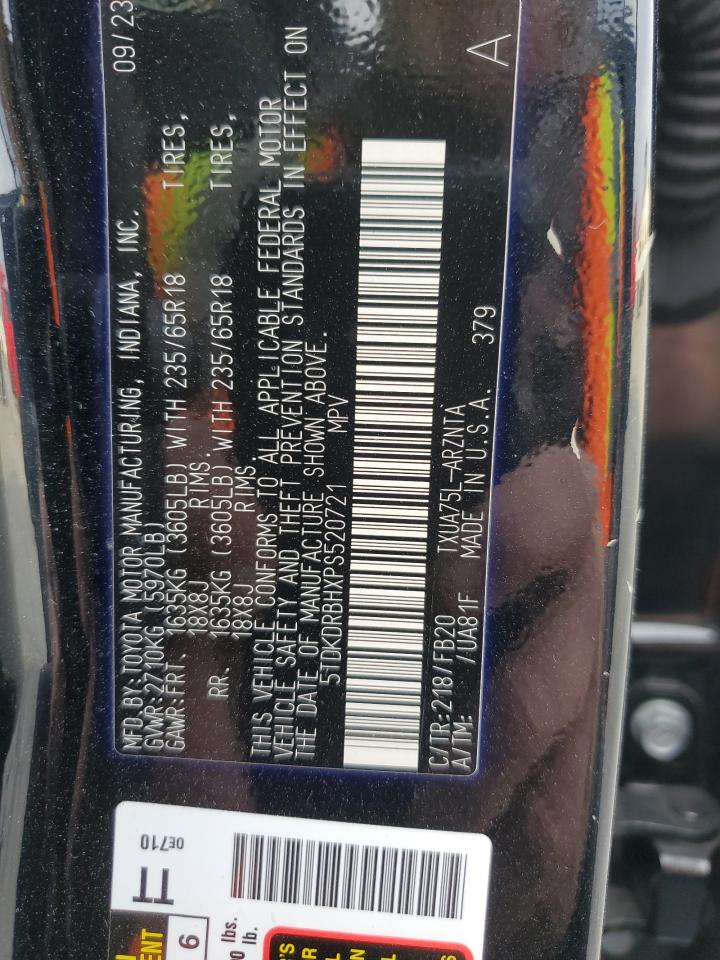 MFD. BY: TOYOTA MOTOR MANUFACTURING, INDIANA, INC. 09/23
GVWR: 2710KG (5970LB)
GAWR: FRT. 1635KG (3605LB) WITH 235/65R18 TIRES,
18X8J RIMS,
RR. 1635KG (3605LB) WITH 235/65R18 TIRES,
18X8J RIMS
THIS VEHICLE CONFORMS TO ALL APPLICABLE FEDERAL MOTOR
VEHICLE SAFETY AND THEFT PREVENTION STANDARDS IN EFFECT ON
THE DATE OF MANUFACTURE SHOWN ABOVE.
5TDKDRBHXPS520721 MPV
C/TR: 218/FB20 TXUA75L-ARZNTA A
A/TM: /UA81F MADE IN U.S.A. 379
0E710
6
lbs.